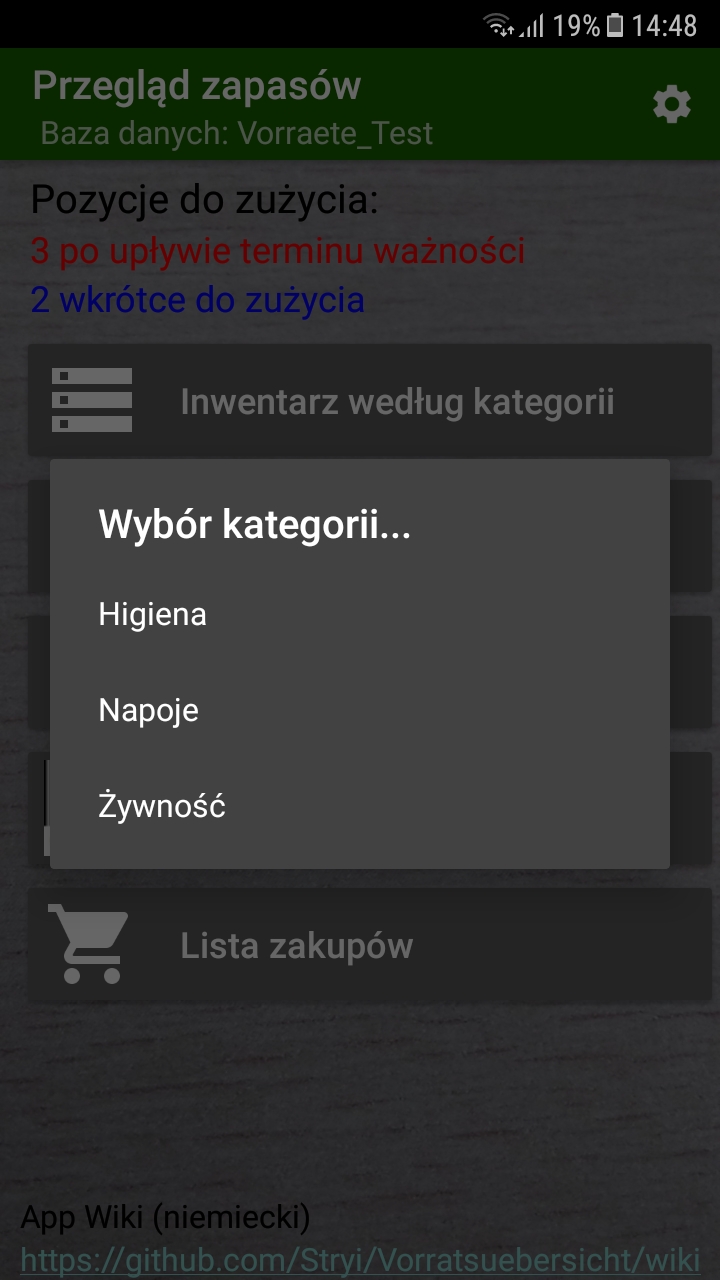 19% 14:48
Przegląd zapasów
Baza danych: Vorraete_Test
Pozycje do zużycia:
3 po upływie terminu ważności
2 wkrótce do zużycia
Inwentarz według kategorii
Wybór kategorii...
Higiena
Napoje
Żywność
Lista zakupów
App Wiki (niemiecki)
https://github.com/Stryi/Vorratsuebersicht/wiki